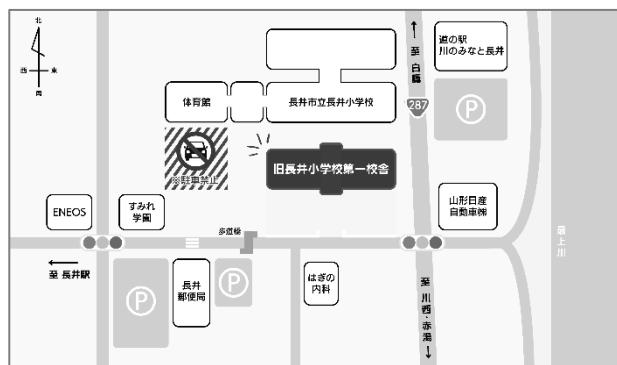 北
西
東
南
体育館
長井市立長井小学校
↑
至 白鷹
287
道の駅
川のみなと長井
P
※駐車禁止
旧長井小学校第一校舎
ENEOS
すみれ
学園
歩道橋
山形日産
自動車㈱
最上川
←
至 長井駅
P
長井
郵便局
P
はぎの
内科
至 川西・赤湯
↓